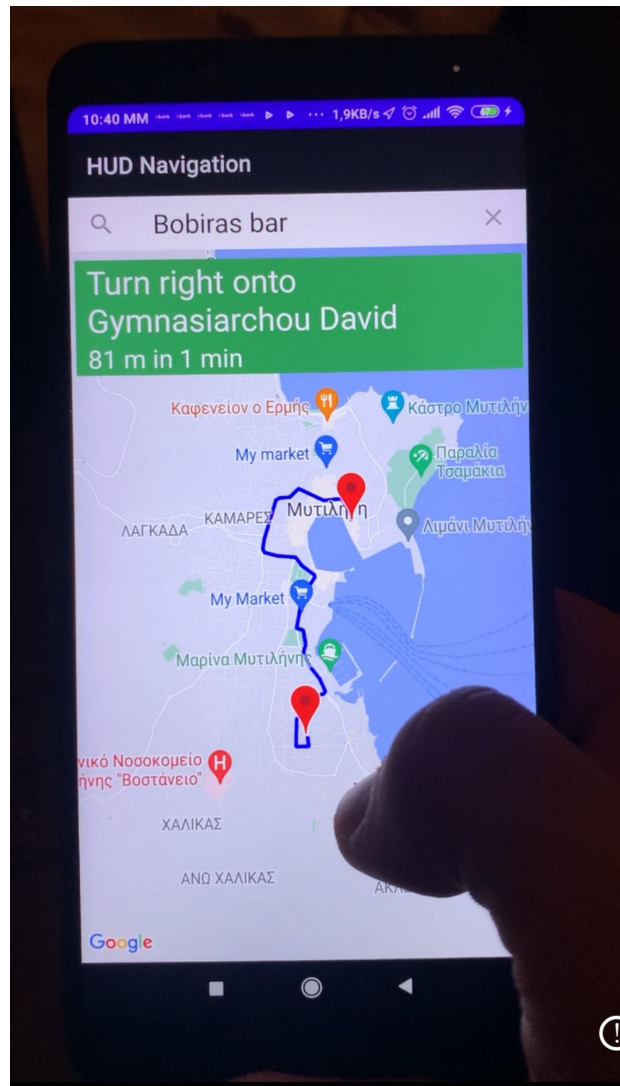 10:40 MM
1,9KB/s
67
HUD Navigation
Bobiras bar
Turn right onto
Gymnasiarchou David
81 m in 1 min
Καφενείον ο Ερμής
Κάστρο Μυτιλήν
My market
Παραλία
Τσαμάκια
Μυτιλήνη
ΛΑΓΚΑΔΑ
ΚΑΜΑΡΕΣ
Λιμάνι Μυτιλήν
My Market
Μαρίνα Μυτιλήνης
νικό Νοσοκομείο
ήνης "Βοστάνειο"
H
ΧΑΛΙΚΑΣ
ΑΝΩ ΧΑΛΙΚΑΣ
Google